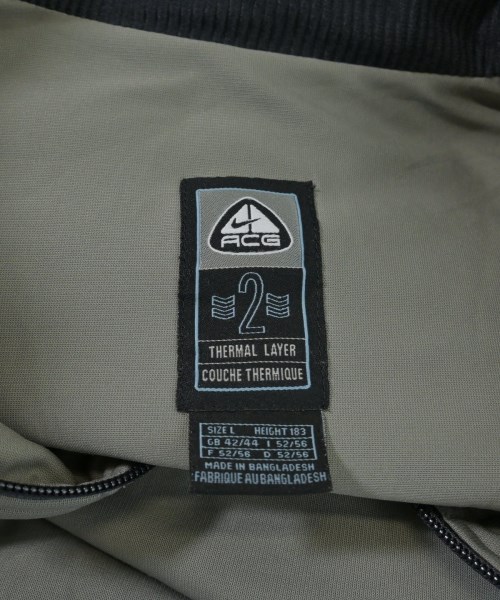 ACG
2
THERMAL LAYER
COUCHE THERMIQUE
SIZE L HEIGHT 183
GB 42/44 I 52/56
F 52/56 D 52/56
MADE IN BANGLADESH
FABRIQUE AU BANGLADESH